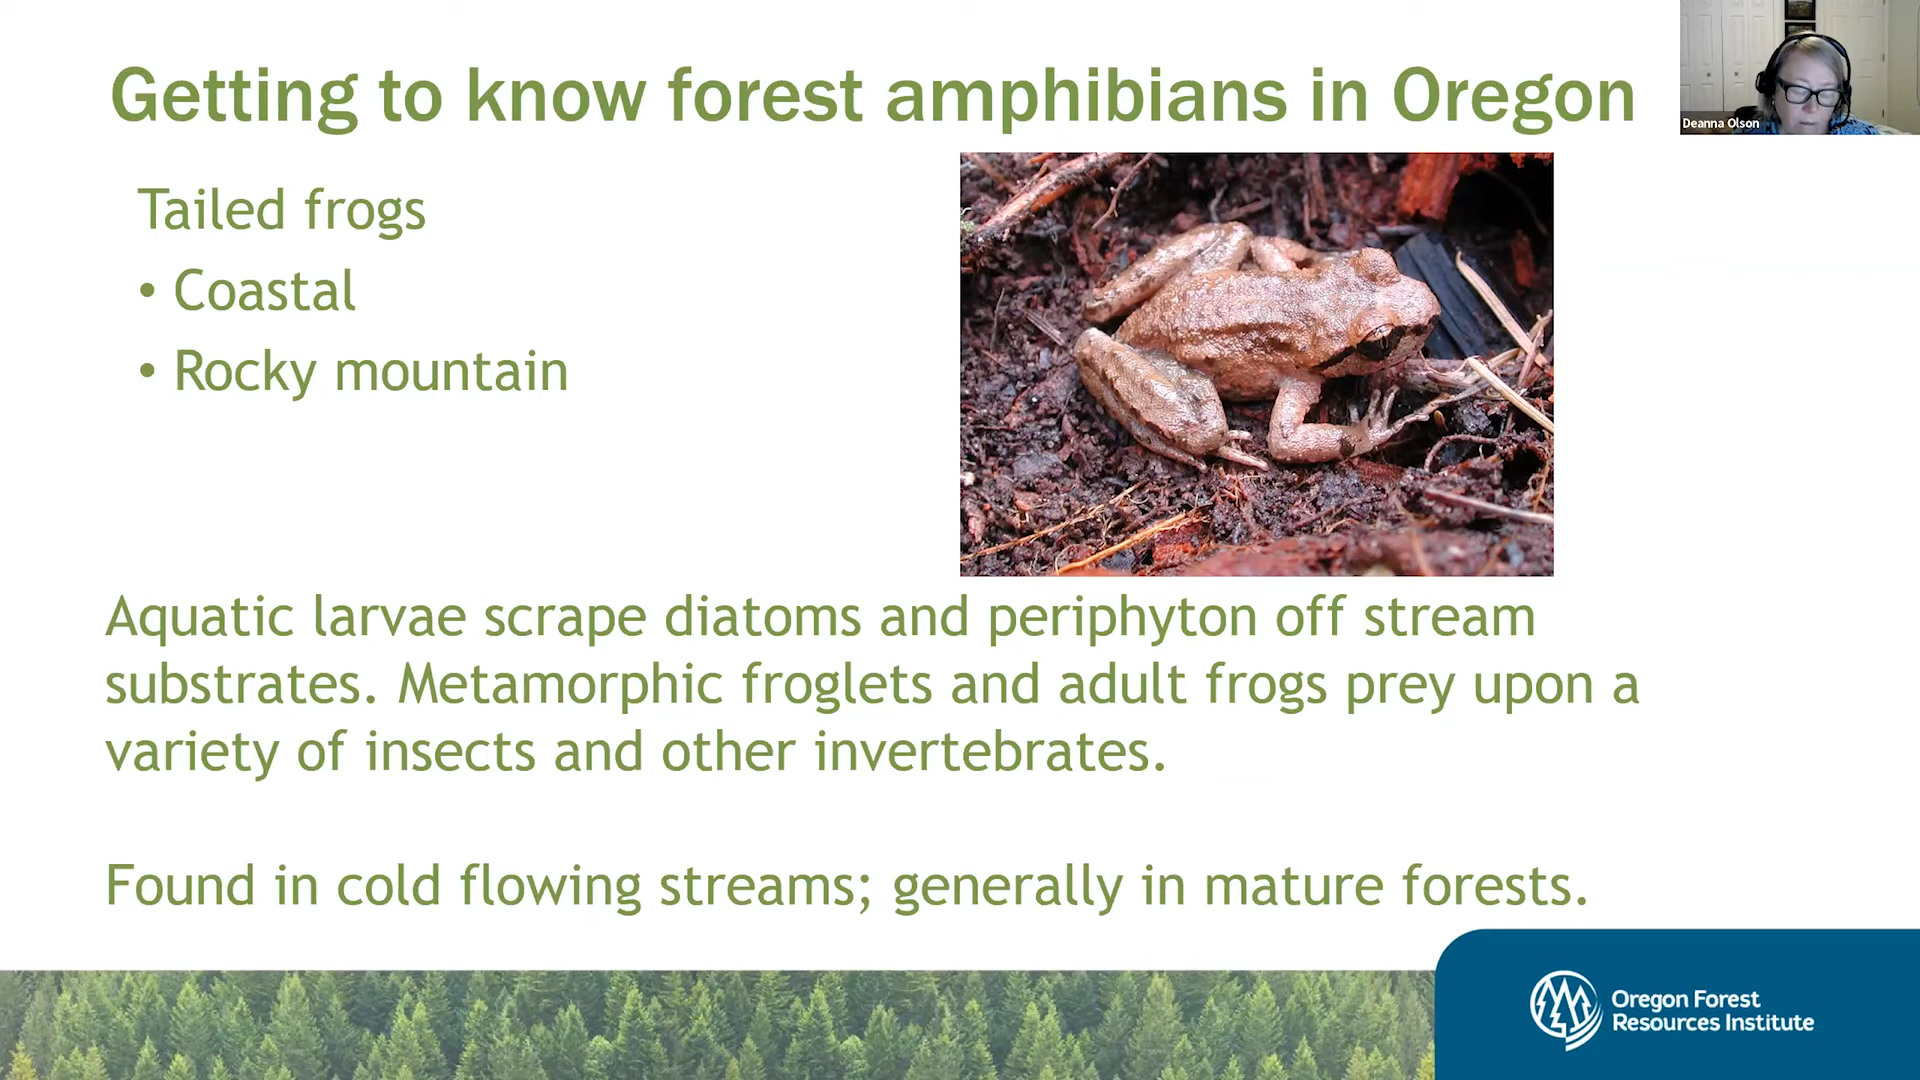 Getting to know forest amphibians in Oregon
Deanna Olson
Tailed frogs
• Coastal
• Rocky mountain
Aquatic larvae scrape diatoms and periphyton off stream
substrates. Metamorphic froglets and adult frogs prey upon a
variety of insects and other invertebrates.
Found in cold flowing streams; generally in mature forests.
Oregon Forest
Resources Institute